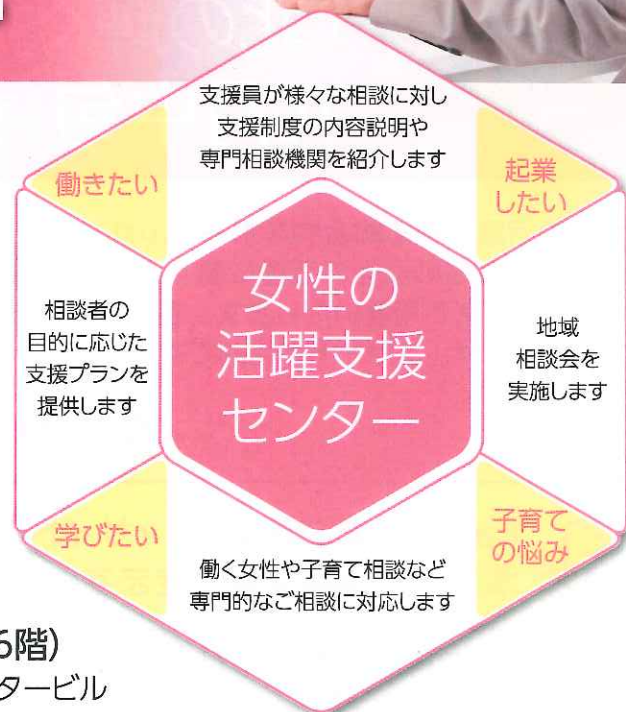 支援員が様々な相談に対し
支援制度の内容説明や
専門相談機関を紹介します
働きたい
起業
したい
相談者の
目的に応じた
支援プランを
提供します
女性の
活躍支援
センター
地域
相談会を
実施します
学びたい
子育て
の悩み
働く女性や子育て相談など
専門的なご相談に対応します
6階)
タービル